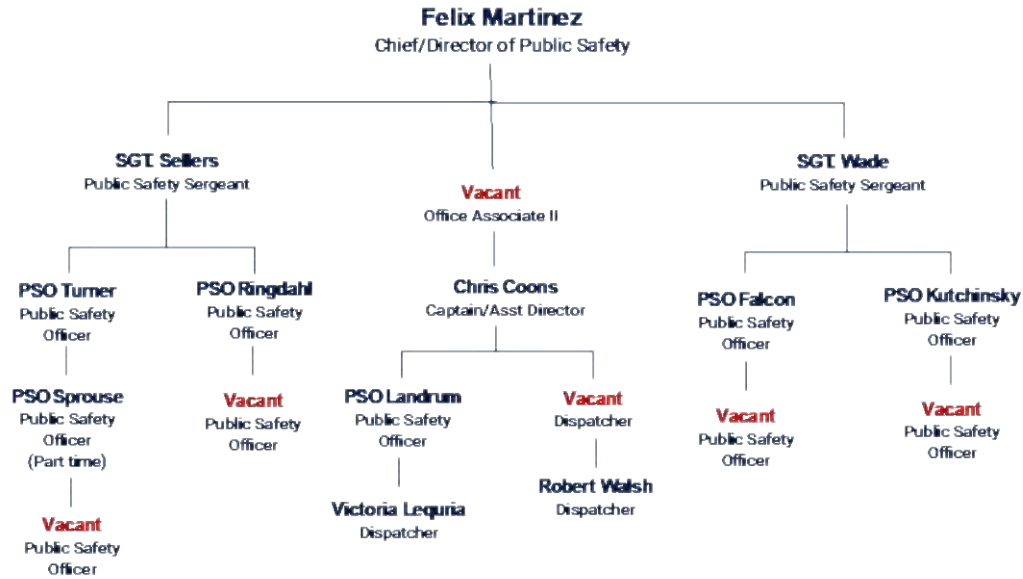 Felix Martinez
Chief/Director of Public Safety
SGT. Sellers
Public Safety Sergeant
Vacant
Office Associate II
SGT. Wade
Public Safety Sergeant
PSO Turner
Public Safety
Officer
PSO Ringdahl
Public Safety
Officer
Chris Coons
Captain/Asst Director
PSO Falcon
Public Safety
Officer
PSO Kutchinsky
Public Safety
Officer
PSO Sprouse
Public Safety
Officer
(Part time)
Vacant
Public Safety
Officer
PSO Landrum
Public Safety
Officer
Vacant
Dispatcher
Vacant
Public Safety
Officer
Vacant
Public Safety
Officer
Vacant
Public Safety
Officer
Victoria Lequria
Dispatcher
Robert Walsh
Dispatcher